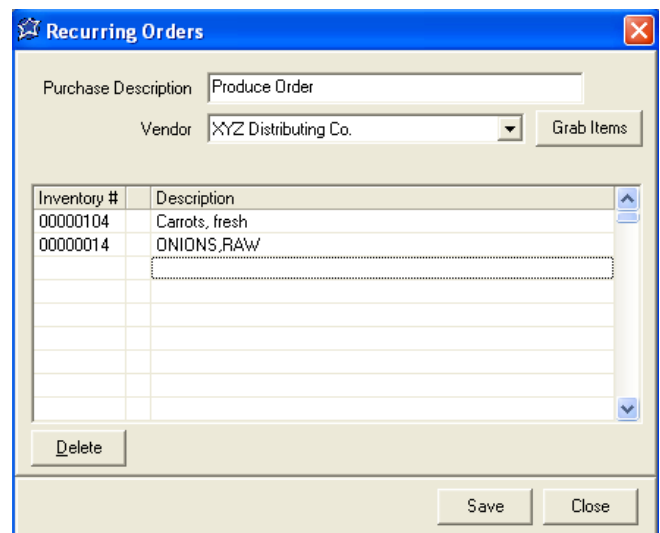 Recurring Orders
Purchase Description Produce Order
Vendor XYZ Distributing Co. Grab Items
Inventory # Description
00000104 Carrots, fresh
00000014 ONIONS,RAW
Delete
Save Close